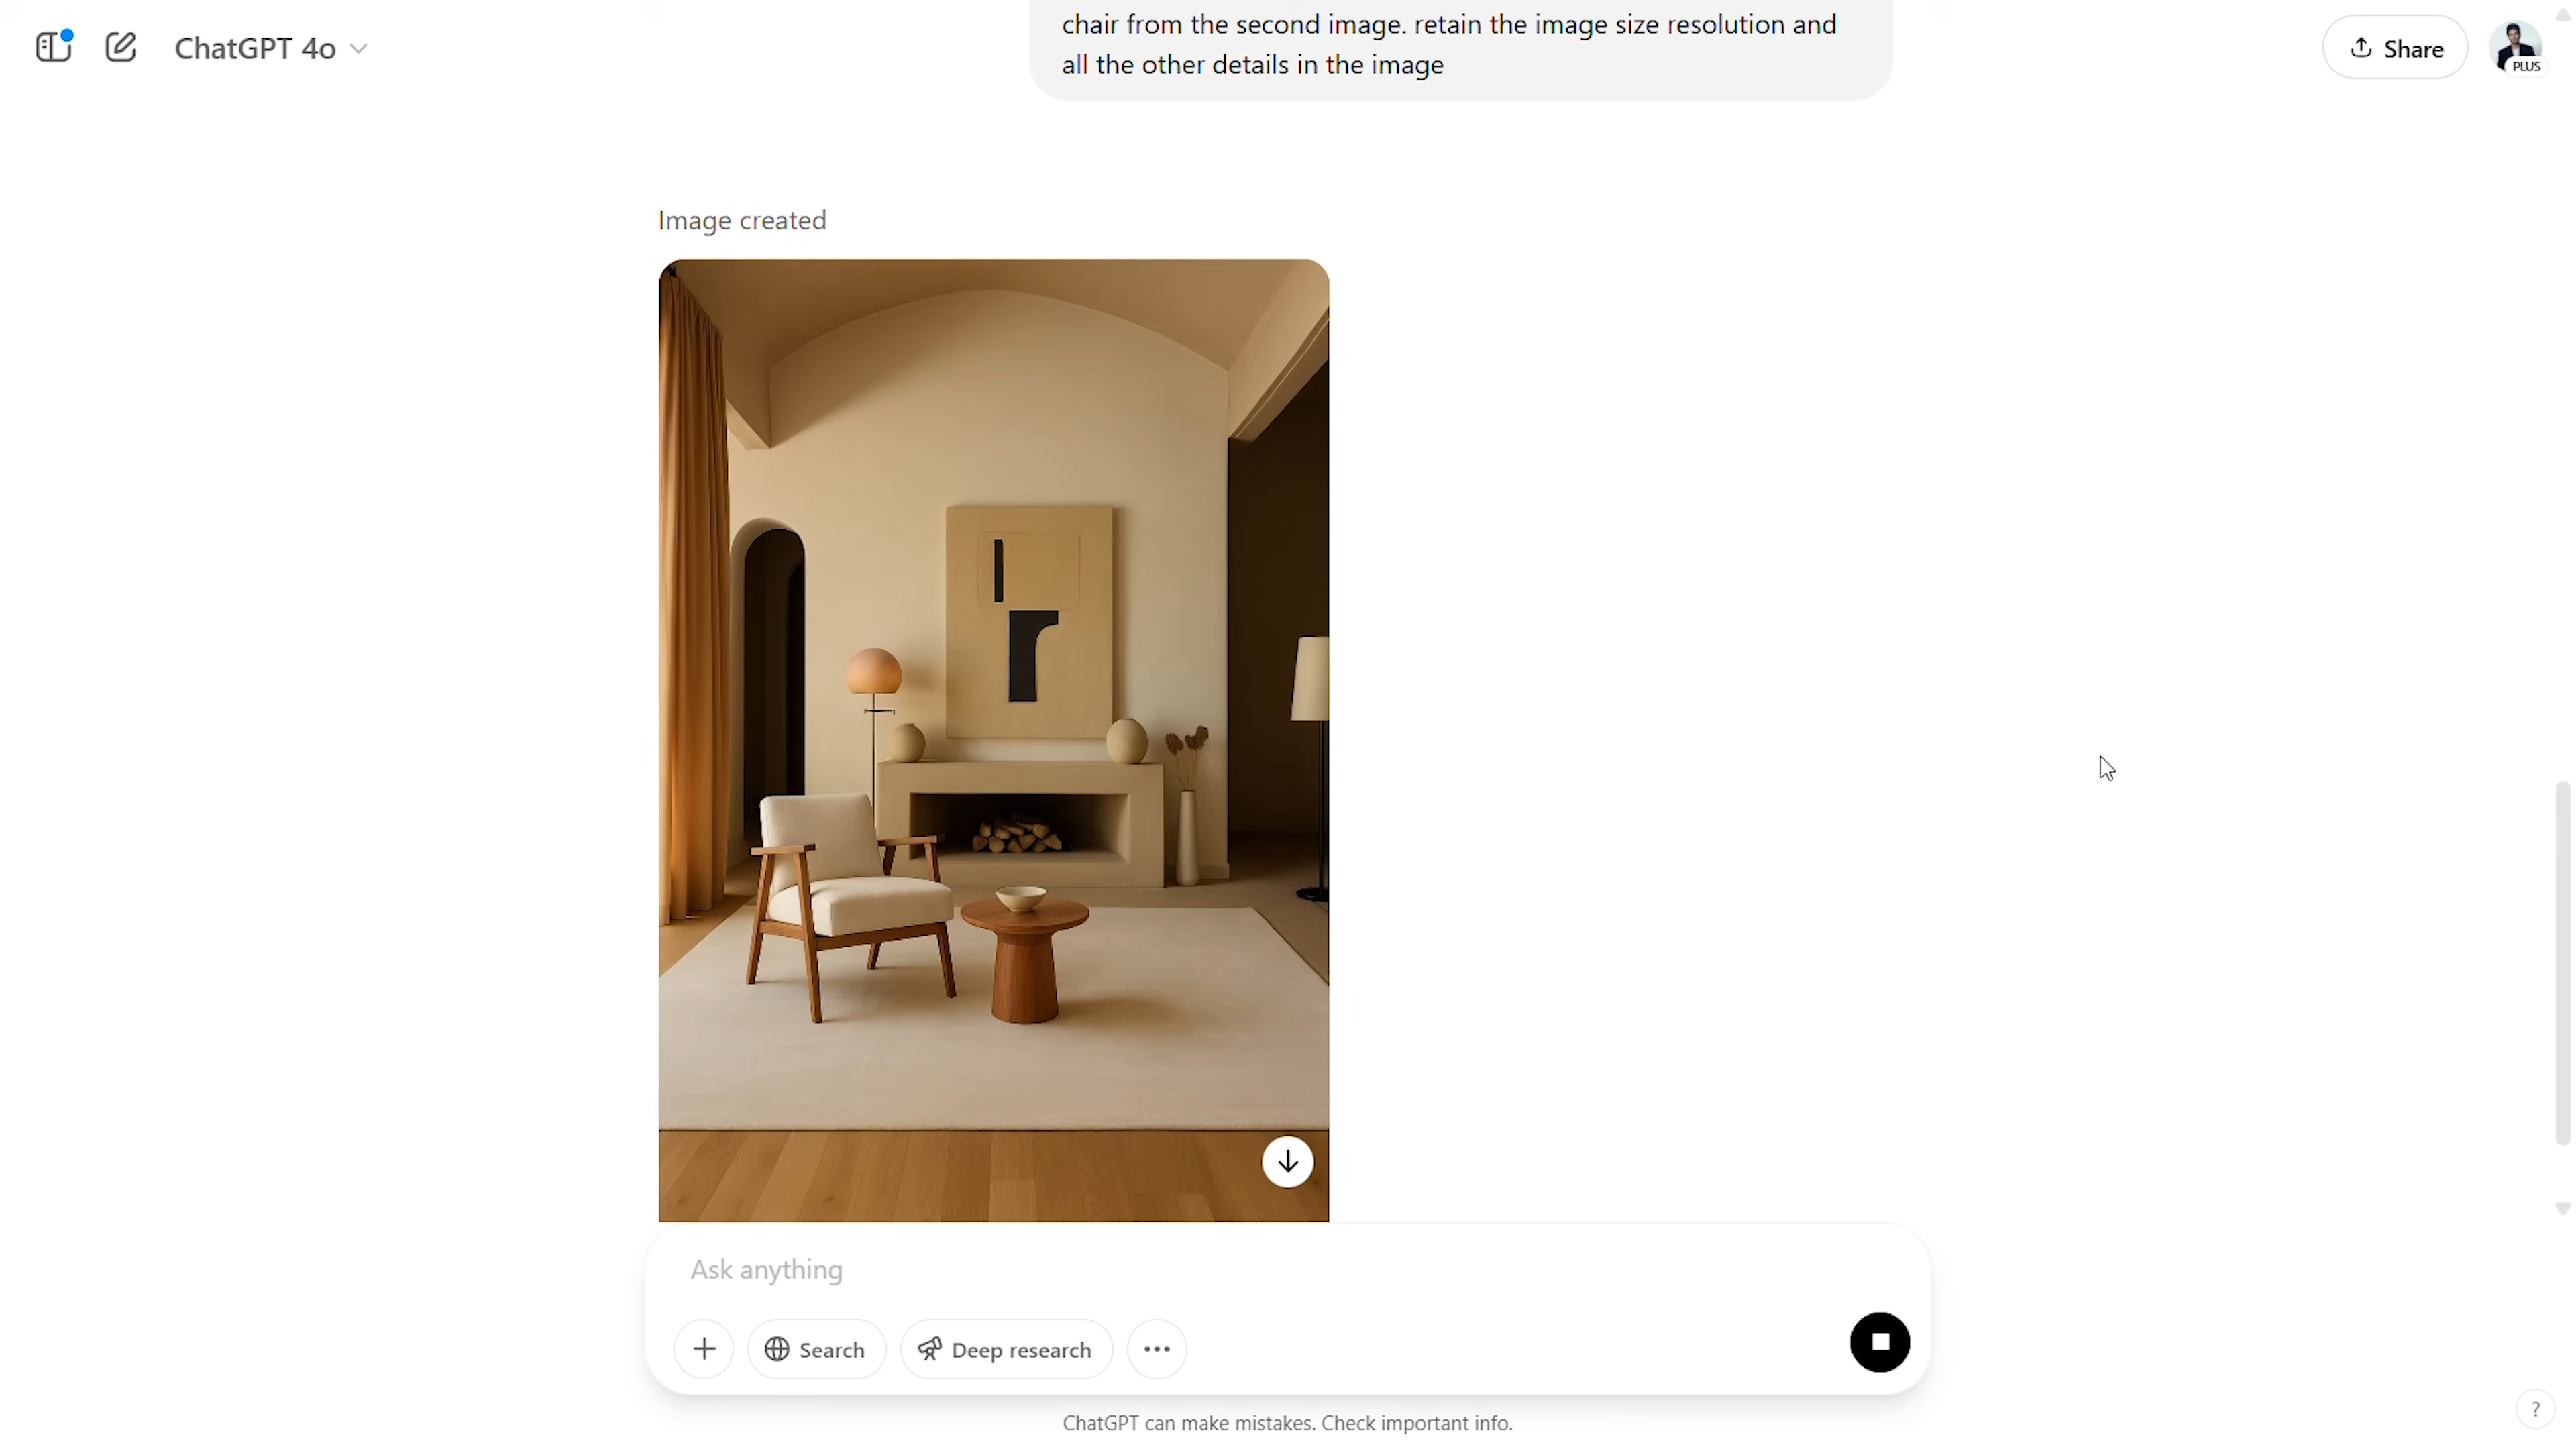 chair from the second image. retain the image size resolution and
all the other details in the image
ChatGPT 4o
Share
PLUS
Image created
Ask anything
Search
Deep research
ChatGPT can make mistakes. Check important info.
?